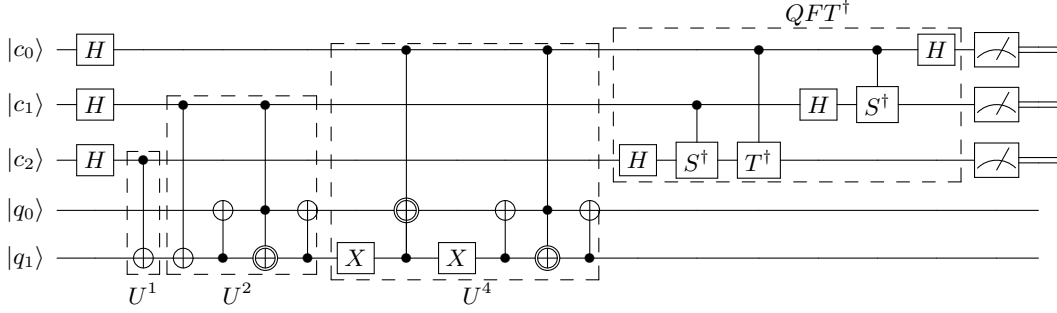 QFT†
|c₀⟩ H H
|c₁⟩ H H S†
|c₂⟩ H H S† T†
|q₀⟩
|q₁⟩ X X
U¹ U² U⁴